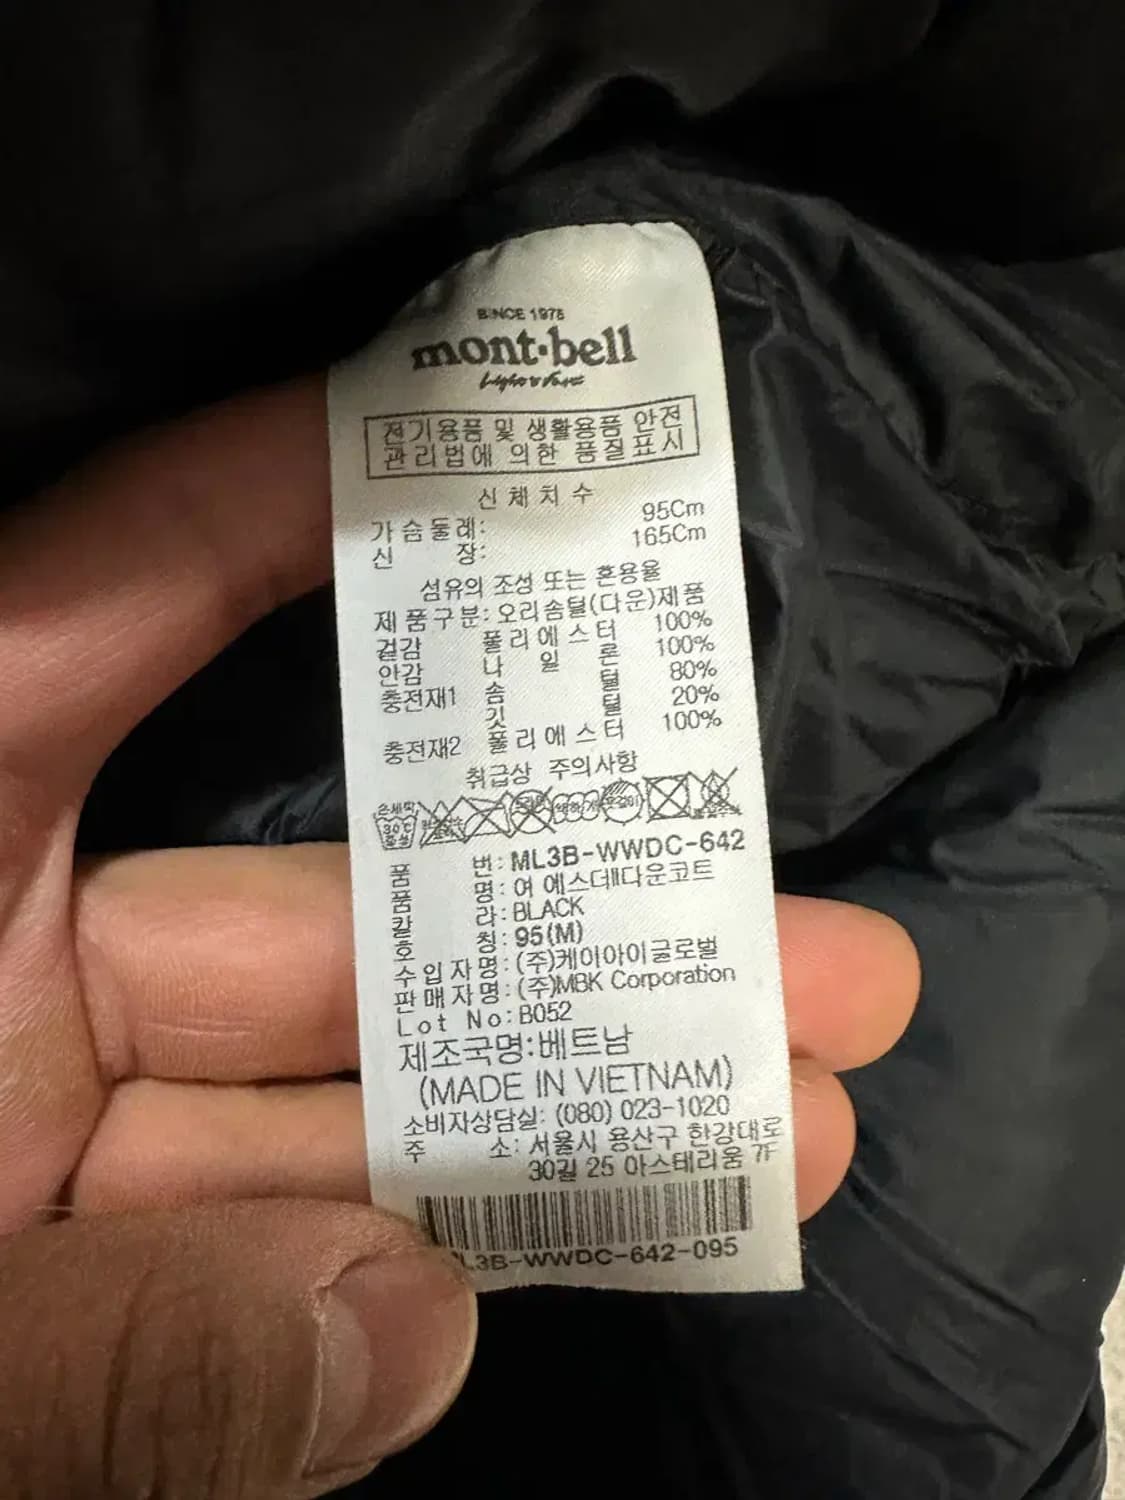 SINCE 1975
mont·bell
전기용품 및 생활용품 안전
관리법에 의한 품질표시
신체치수
가슴둘레: 95Cm
신장: 165Cm
섬유의 조성 또는 혼용율
제품구분: 오리솜털(다운)제품
겉감 폴리에스터 100%
안감 나일론 100%
충전재1 솜털 80%
깃털 20%
충전재2 폴리에스터 100%
취급상 주의사항
손세탁 30℃ 중성
품번: ML3B-WWDC-642
품명: 여 에스더Ⅱ다운코트
칼라: BLACK
호칭: 95(M)
수입자명: (주)케이아이글로벌
판매자명: (주)MBK Corporation
Lot No: B052
제조국명: 베트남
(MADE IN VIETNAM)
소비자상담실: (080) 023-1020
주소: 서울시 용산구 한강대로
30길 25 아스테리움 7F
L3B-WWDC-642-095